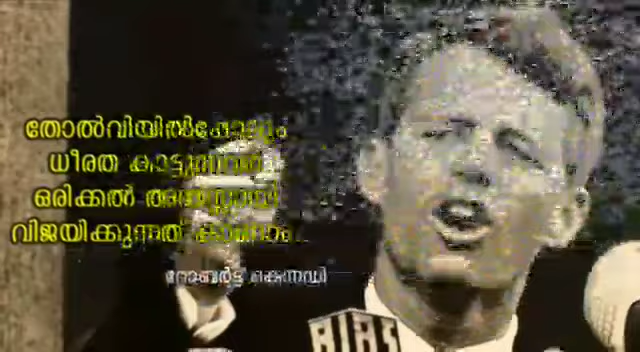 തോൽവിയിൽപ്പോലും
ധീരത കാട്ടുന്നവർ
ഒരിക്കൽ
വിജയിക്കുന്നത് കാണാം..
റോബർട്ട് കെന്നഡി